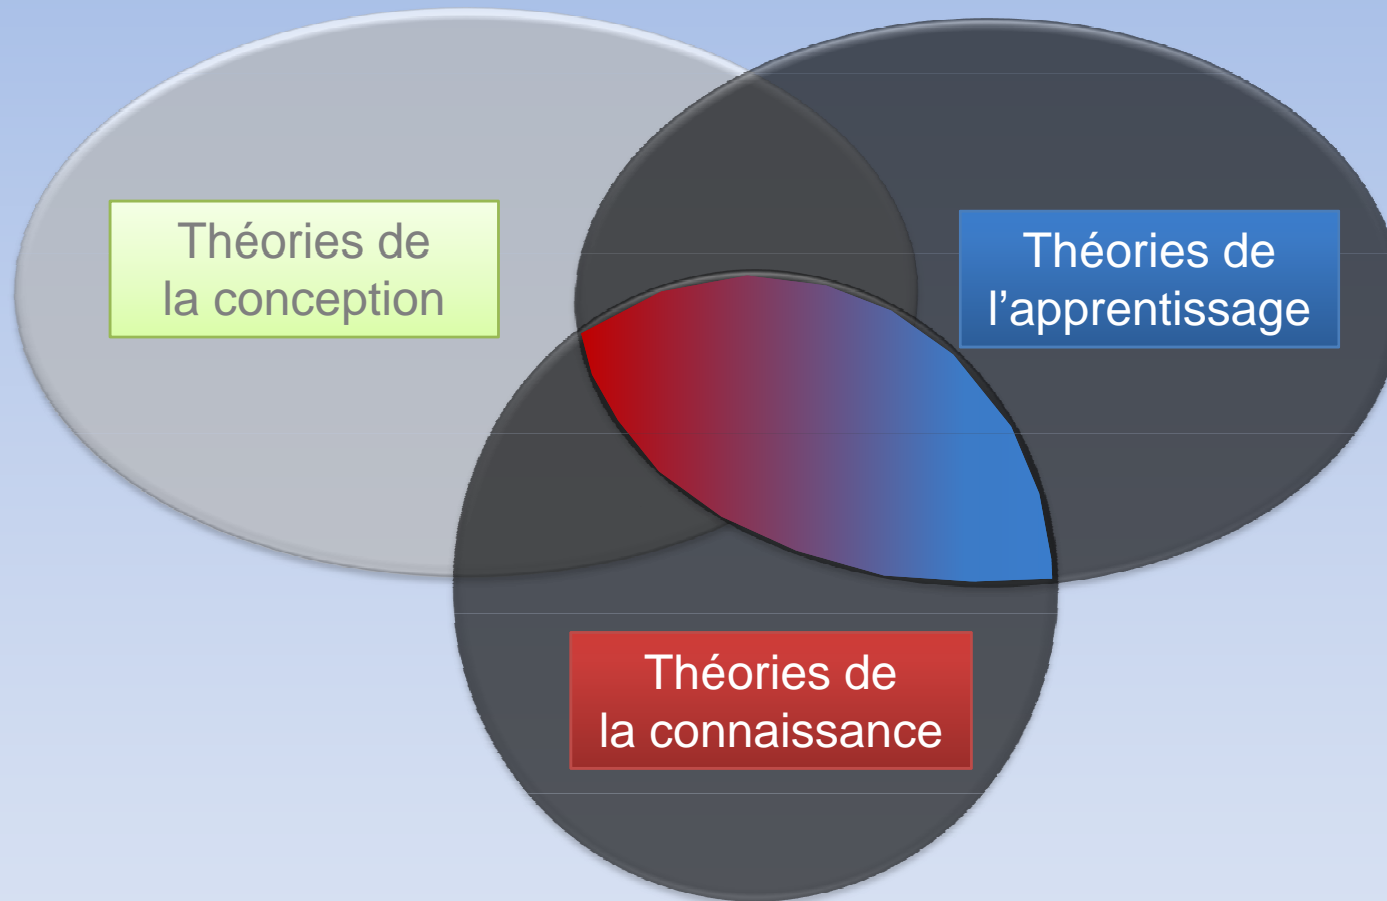 Théories de
la conception
Théories de
l’apprentissage
Théories de
la connaissance